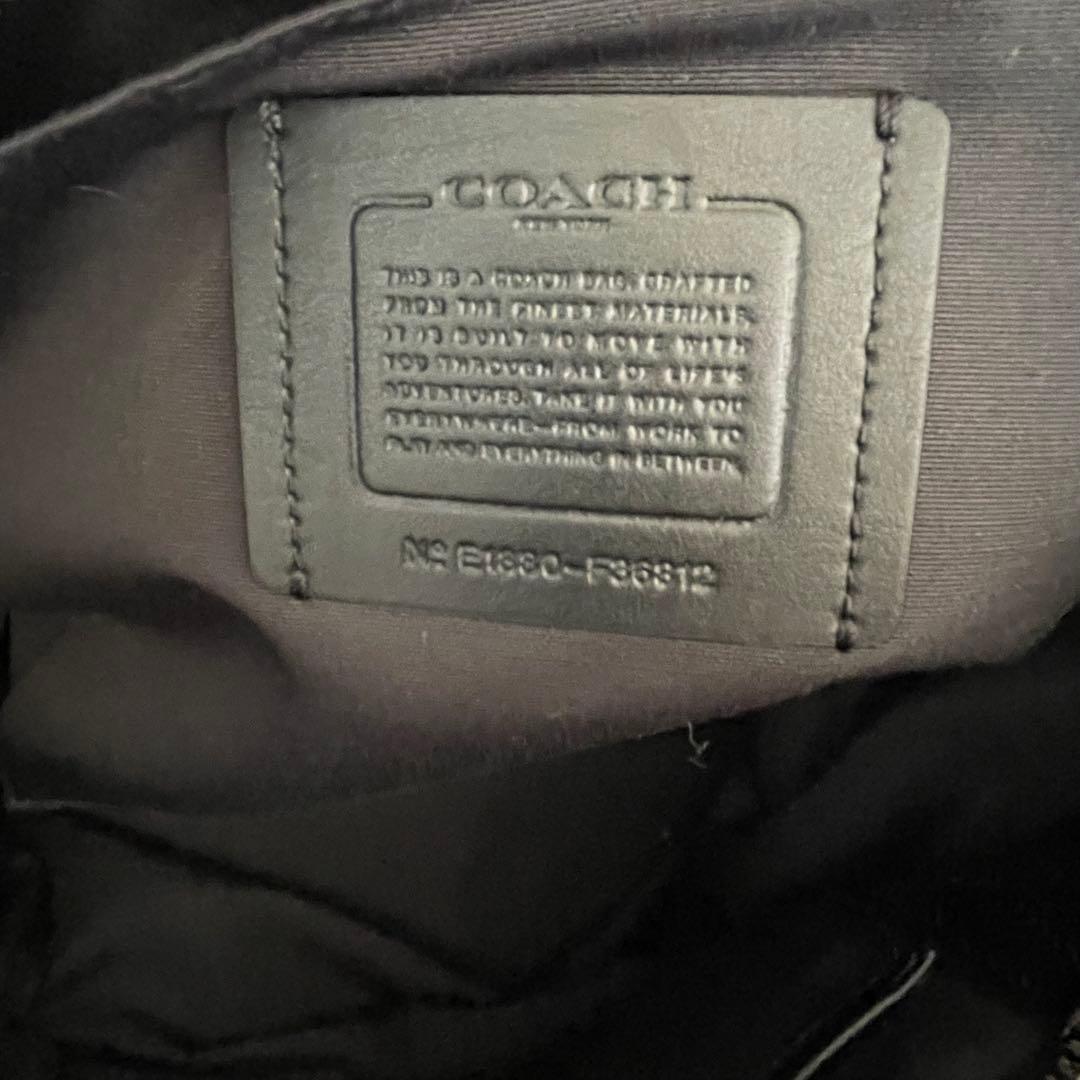 COACH
NEW YORK
THIS IS A COACH BAG, CRAFTED
FROM THE FINEST MATERIALS.
IT IS BUILT TO MOVE WITH
YOU THROUGH ALL OF LIFE'S
ADVENTURES. TAKE IT WITH YOU
EVERYWHERE—FROM WORK TO
PLAY AND EVERYTHING IN BETWEEN.
Nº E1880-F36812